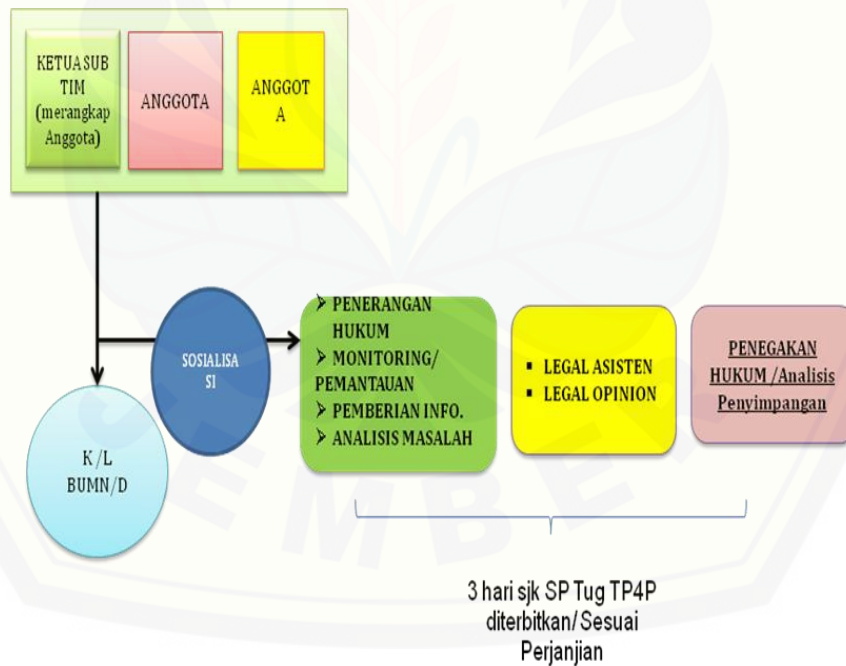 KETUA SUB
TIM
(merangkap
Anggota)
ANGGOTA
ANGGOT
A
SOSIALISA
SI
K /L
BUMN/D
➢ PENERANGAN
HUKUM
➢ MONITORING/
PEMANTAUAN
➢ PEMBERIAN INFO.
➢ ANALISIS MASALAH
▪ LEGAL ASISTEN
▪ LEGAL OPINION
PENEGAKAN
HUKUM /Analisis
Penyimpangan
3 hari sjk SP Tug TP4P
diterbitkan/ Sesuai
Perjanjian